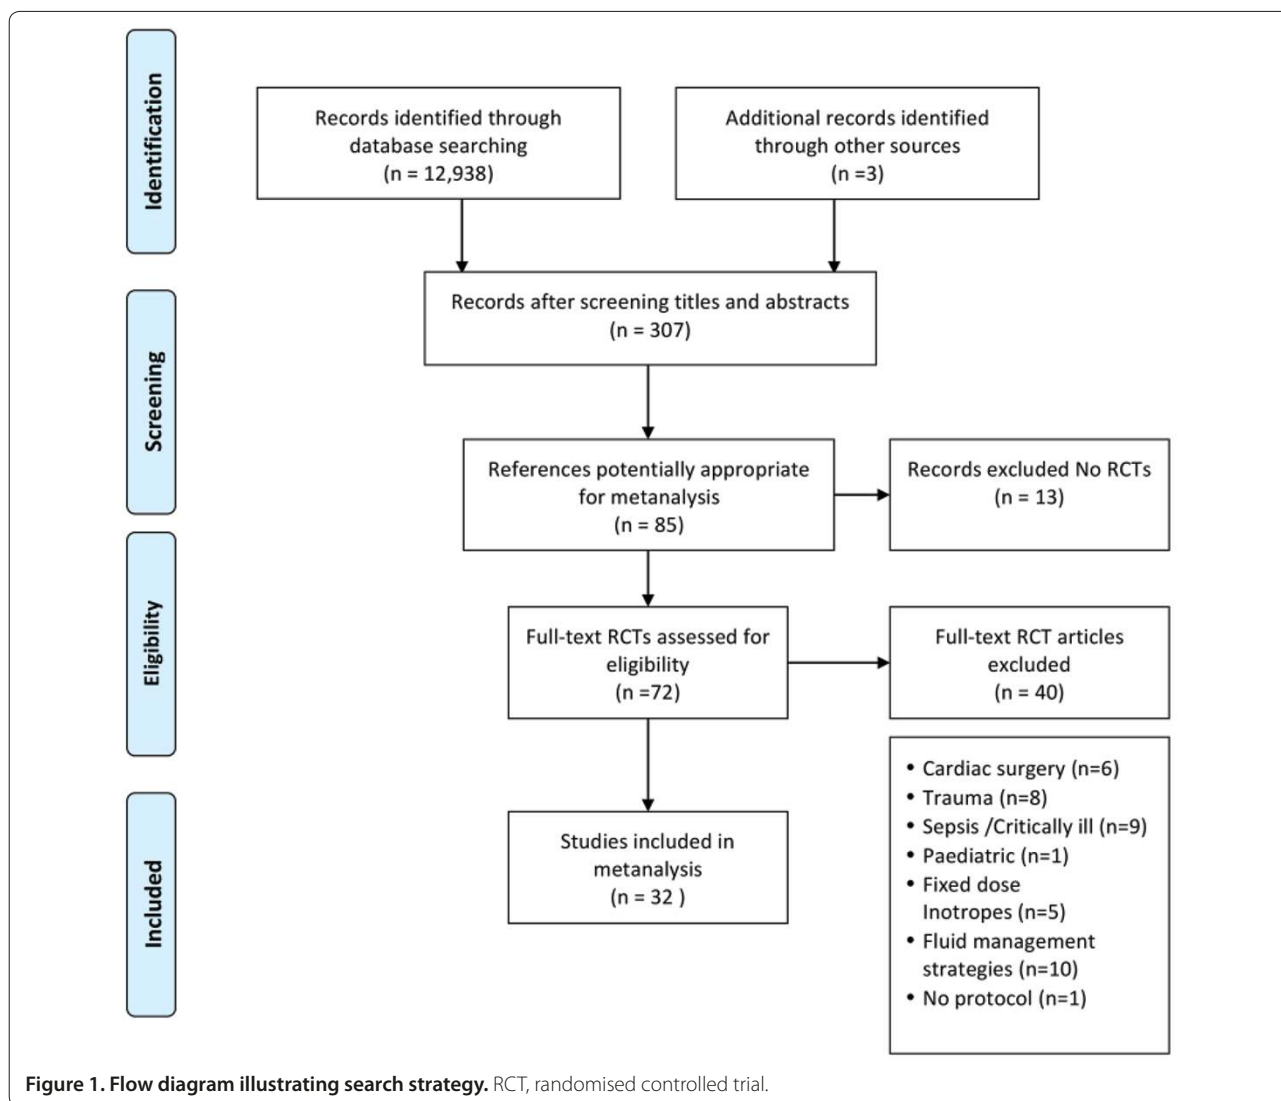 Identification
Records identified through
database searching
(n = 12,938)
Additional records identified
through other sources
(n =3)
Screening
Records after screening titles and abstracts
(n = 307)
References potentially appropriate
for metanalysis
(n = 85)
Records excluded No RCTs
(n = 13)
Eligibility
Full-text RCTs assessed for
eligibility
(n =72)
Full-text RCT articles
excluded
(n = 40)
• Cardiac surgery (n=6)
• Trauma (n=8)
• Sepsis /Critically ill (n=9)
• Paediatric (n=1)
• Fixed dose
Inotropes (n=5)
• Fluid management
strategies (n=10)
• No protocol (n=1)
Included
Studies included in
metanalysis
(n = 32 )
Figure 1. Flow diagram illustrating search strategy. RCT, randomised controlled trial.